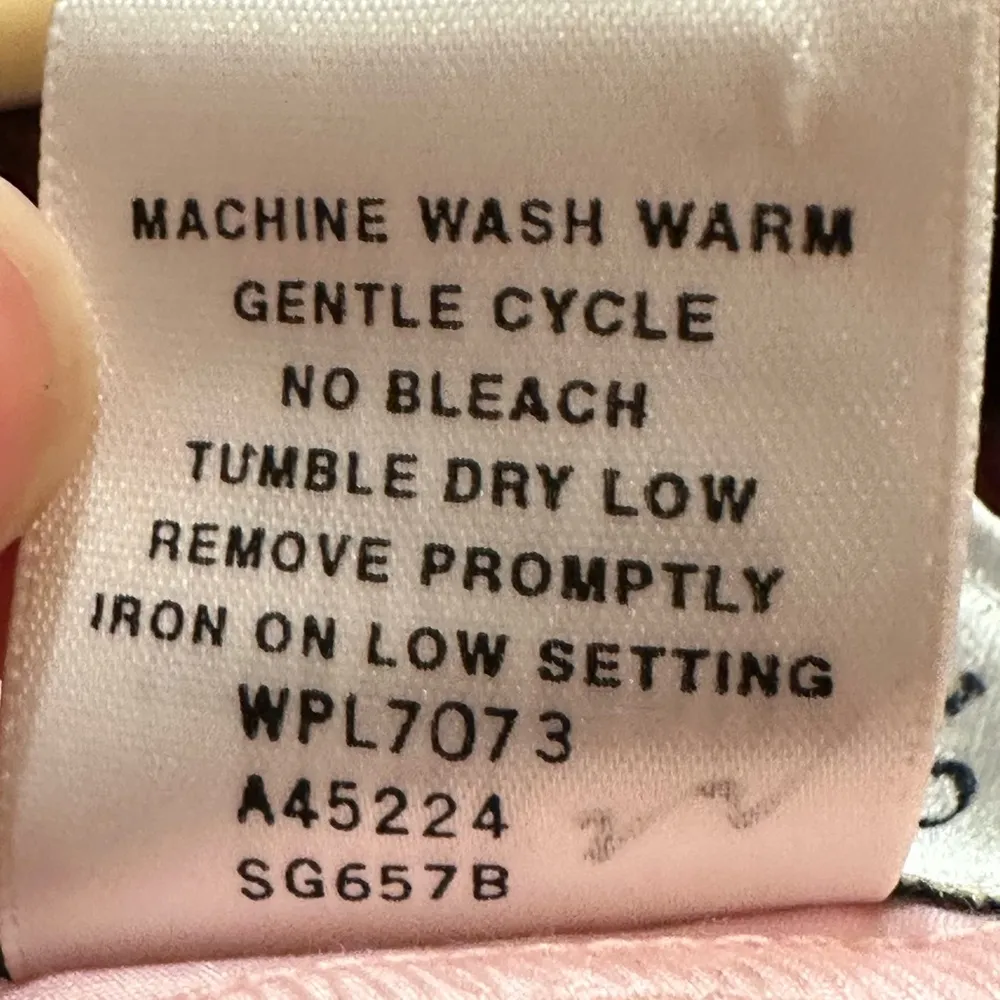 MACHINE WASH WARM
GENTLE CYCLE
NO BLEACH
TUMBLE DRY LOW
REMOVE PROMPTLY
IRON ON LOW SETTING
WPL7073
A45224
SG657B